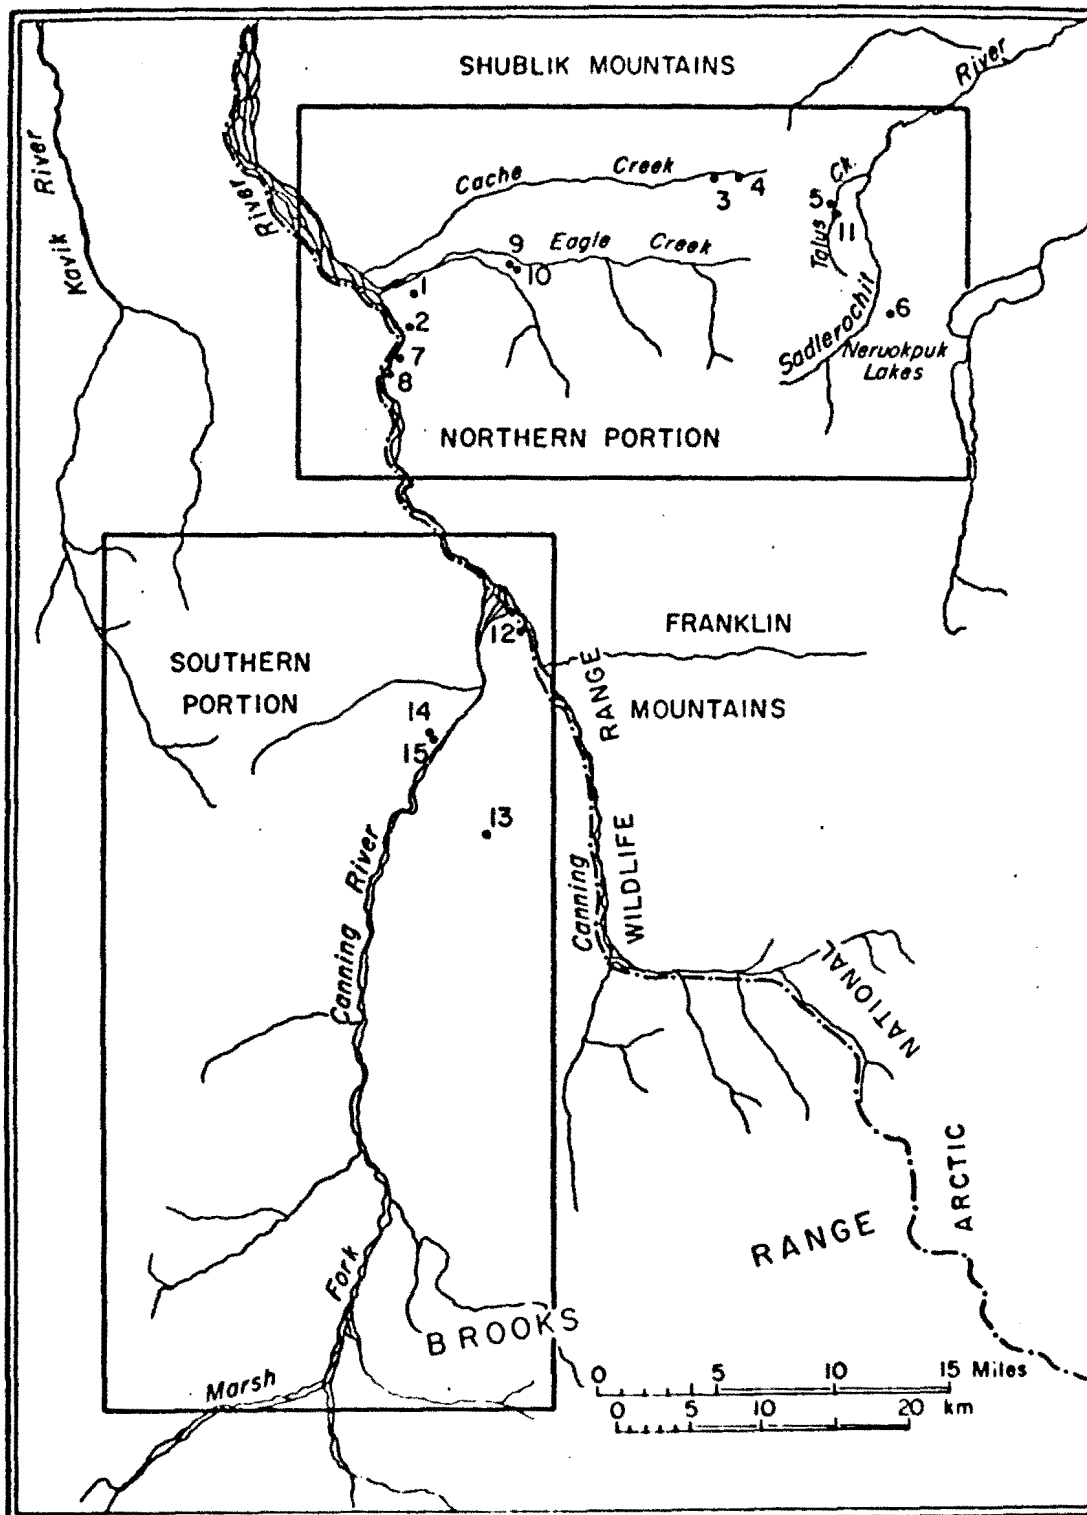 SHUBLIK MOUNTAINS
River
Kavik River
River
Cache Creek
3 4
Ck.
5
11
Talus
9
Eagle Creek
10
1
2
6
7
8
Sadlerochit
Neruokpuk
Lakes
NORTHERN PORTION
12
FRANKLIN
SOUTHERN
PORTION
RANGE
MOUNTAINS
14
15
13
Canning River
Canning
WILDLIFE
NATIONAL
ARCTIC
RANGE
Fork
BROOKS
Marsh
0 5 10 15 Miles
0 5 10 20 km